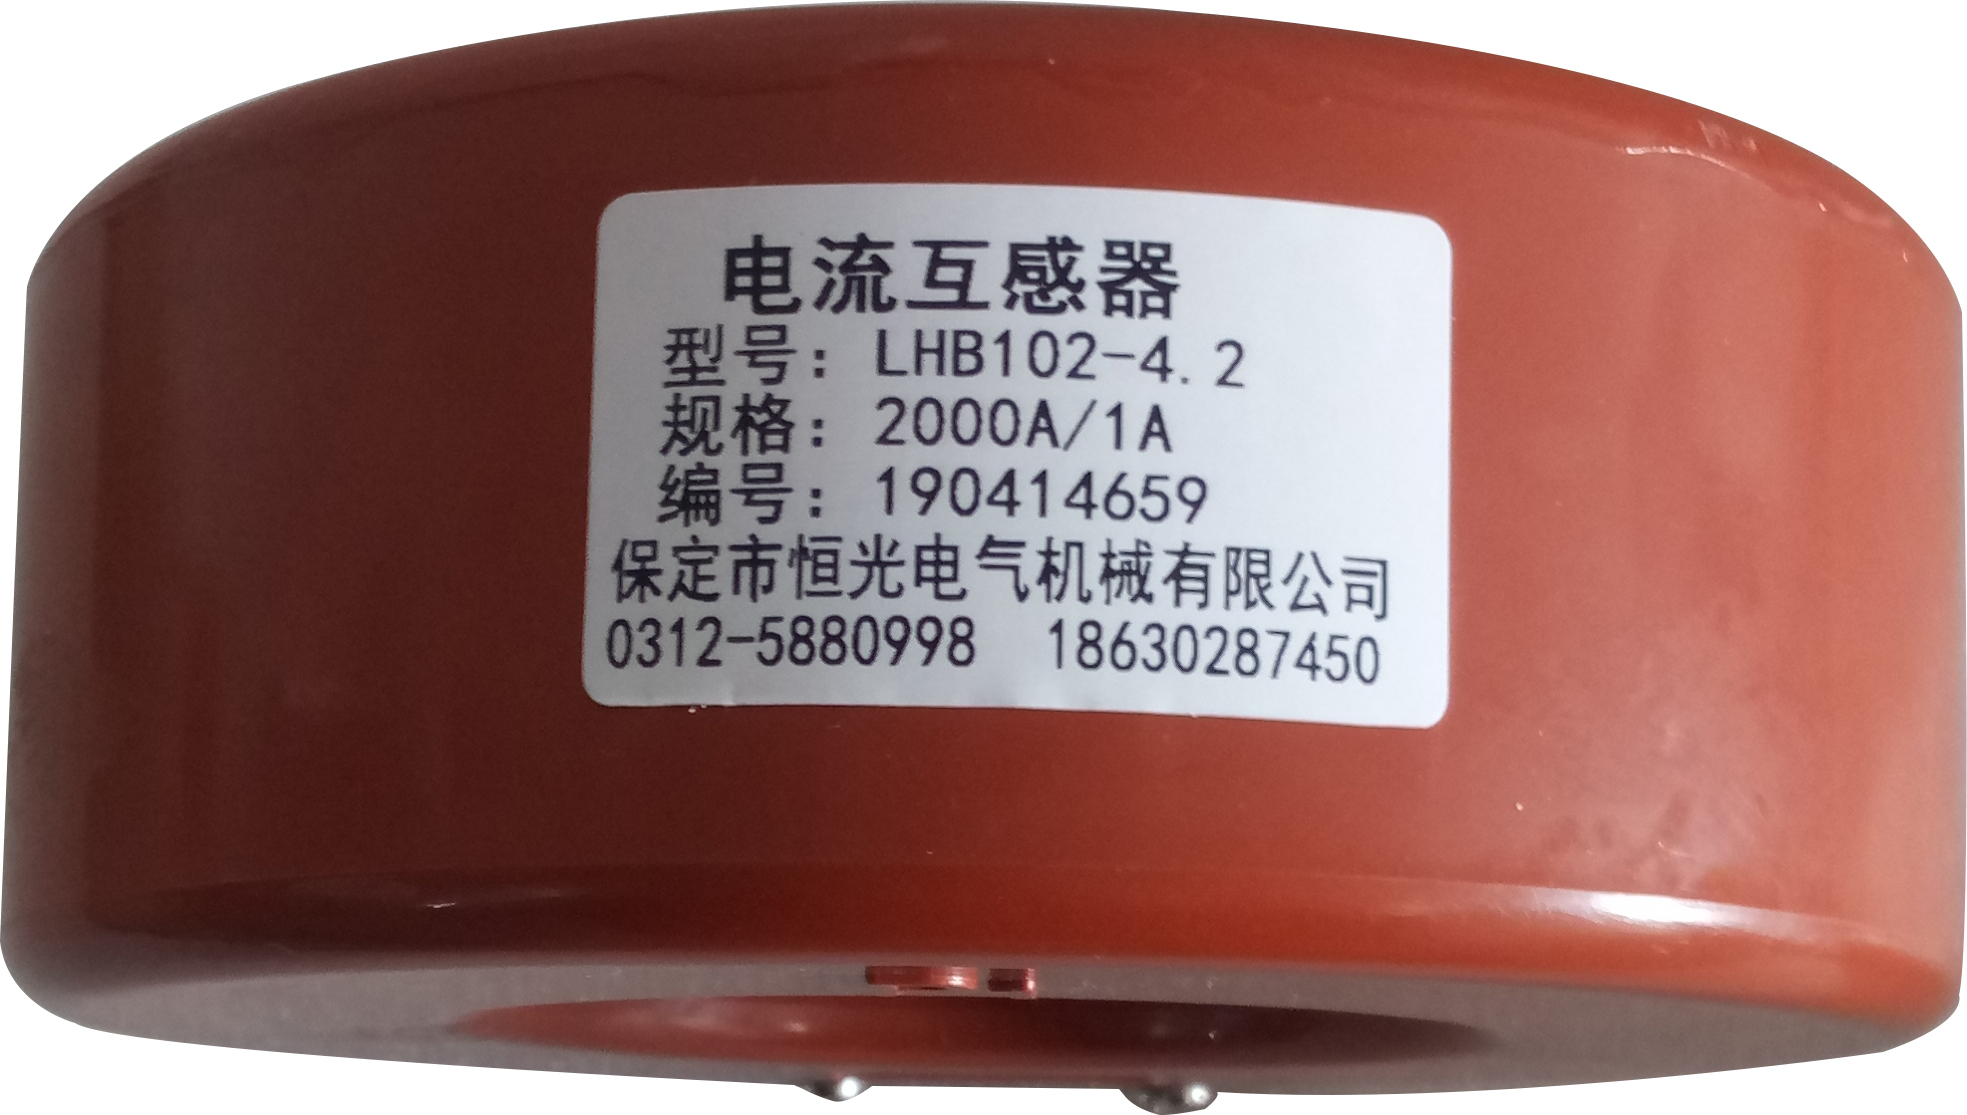 电流互感器
型号：LHB102-4.2
规格：2000A/1A
编号：190414659
保定市恒光电气机械有限公司
0312-5880998 18630287450